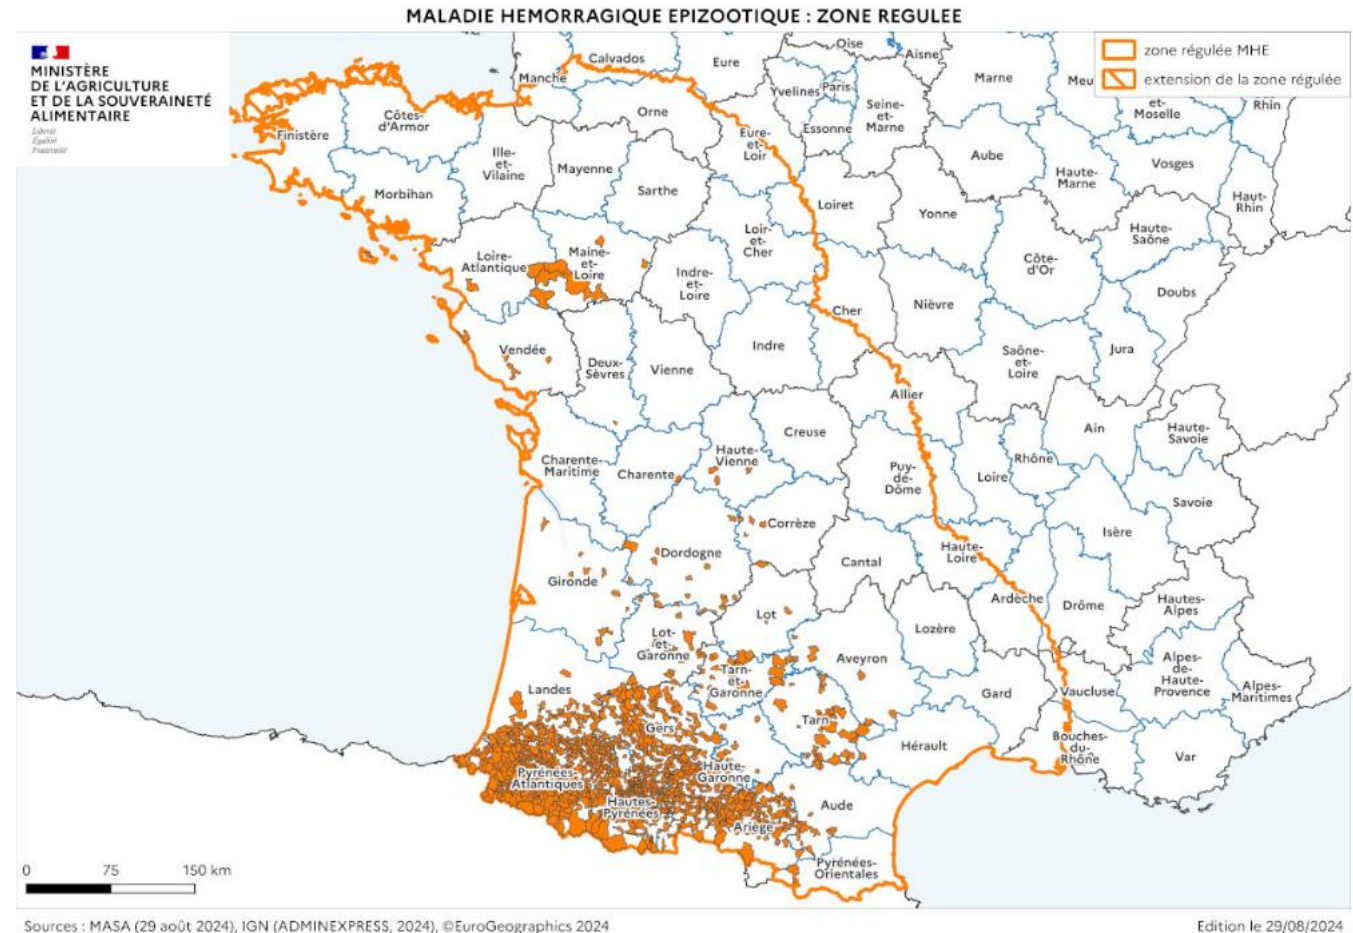 MALADIE HEMORRAGIQUE EPIZOOTIQUE : ZONE REGULEE
MINISTÈRE
DE L'AGRICULTURE
ET DE LA SOUVERAINETÉ
ALIMENTAIRE
Liberté
Égalité
Fraternité
zone régulée MHE
extension de la zone régulée
Manche
Calvados
Eure
Oise
Aisne
Marne
Meu
et-
Moselle
Rhin
Yvelines
Paris
Seine-
et-
Marne
Essonne
Orne
Eure-
et-
Loir
Aube
Haute-
Marne
Vosges
Haut-
Rhin
Finistère
Côtes-
d'Armor
Ille-
et-
Vilaine
Mayenne
Sarthe
Morbihan
Loiret
Yonne
Haute-
Saône
Loir-
et-
Cher
Côte-
d'Or
Loire-
Atlantique
Maine-
et-
Loire
Indre-
et-
Loire
Cher
Nièvre
Doubs
Vendée
Deux-
Sèvres
Vienne
Indre
Saône-
et-
Loire
Jura
Allier
Ain
Haute-
Savoie
Charente-
Maritime
Charente
Haute-
Vienne
Creuse
Puy-
de-
Dôme
Loire
Rhône
Savoie
Isère
Corrèze
Dordogne
Gironde
Cantal
Haute-
Loire
Ardèche
Drôme
Hautes-
Alpes
Lot
Lozère
Lot-
et-
Garonne
Aveyron
Tarn-
et-
Garonne
Landes
Gers
Tarn
Gard
Vaucluse
Alpes-
de-
Haute-
Provence
Alpes-
Maritimes
Hérault
Bouches-
du-
Rhône
Var
Pyrénées-
Atlantiques
Hautes-
Pyrénées
Haute-
Garonne
Ariège
Aude
Pyrénées-
Orientales
0 75 150 km
Sources : MASA (29 août 2024), IGN (ADMINEXPRESS, 2024), ©EuroGeographics 2024
Edition le 29/08/2024